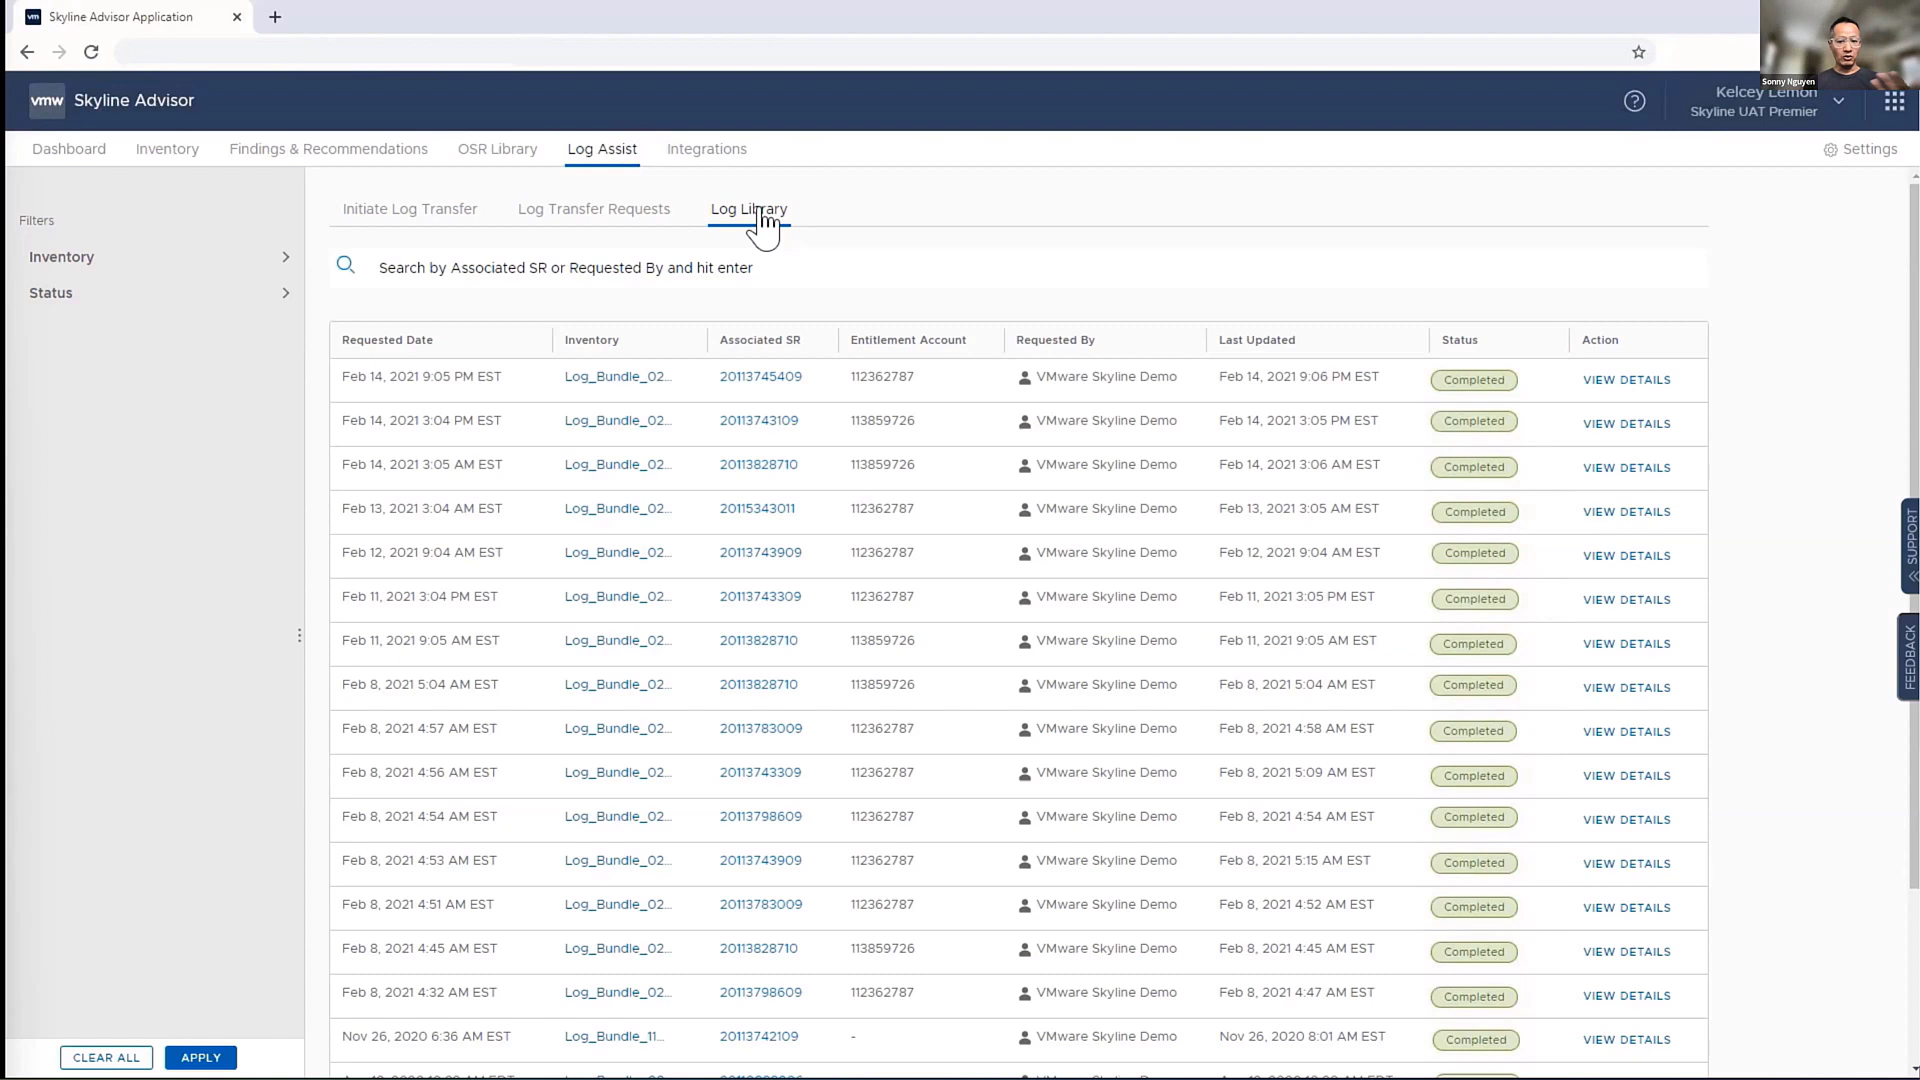 vm Skyline Advisor Application
Sonny Nguyen
vmw Skyline Advisor
Kelcey Lemon
Skyline UAT Premier
Dashboard Inventory Findings & Recommendations OSR Library Log Assist Integrations Settings
Filters
Inventory
Status
CLEAR ALL APPLY
Initiate Log Transfer Log Transfer Requests Log Library
Search by Associated SR or Requested By and hit enter
Requested Date Inventory Associated SR Entitlement Account Requested By Last Updated Status Action
Feb 14, 2021 9:05 PM EST Log_Bundle_02... 20113745409 112362787 VMware Skyline Demo Feb 14, 2021 9:06 PM EST Completed VIEW DETAILS
Feb 14, 2021 3:04 PM EST Log_Bundle_02... 20113743109 113859726 VMware Skyline Demo Feb 14, 2021 3:05 PM EST Completed VIEW DETAILS
Feb 14, 2021 3:05 AM EST Log_Bundle_02... 20113828710 113859726 VMware Skyline Demo Feb 14, 2021 3:06 AM EST Completed VIEW DETAILS
Feb 13, 2021 3:04 AM EST Log_Bundle_02... 20115343011 112362787 VMware Skyline Demo Feb 13, 2021 3:05 AM EST Completed VIEW DETAILS
Feb 12, 2021 9:04 AM EST Log_Bundle_02... 20113743909 112362787 VMware Skyline Demo Feb 12, 2021 9:04 AM EST Completed VIEW DETAILS
Feb 11, 2021 3:04 PM EST Log_Bundle_02... 20113743309 112362787 VMware Skyline Demo Feb 11, 2021 3:05 PM EST Completed VIEW DETAILS
Feb 11, 2021 9:05 AM EST Log_Bundle_02... 20113828710 113859726 VMware Skyline Demo Feb 11, 2021 9:05 AM EST Completed VIEW DETAILS
Feb 8, 2021 5:04 AM EST Log_Bundle_02... 20113828710 113859726 VMware Skyline Demo Feb 8, 2021 5:04 AM EST Completed VIEW DETAILS
Feb 8, 2021 4:57 AM EST Log_Bundle_02... 20113783009 112362787 VMware Skyline Demo Feb 8, 2021 4:58 AM EST Completed VIEW DETAILS
Feb 8, 2021 4:56 AM EST Log_Bundle_02... 20113743309 112362787 VMware Skyline Demo Feb 8, 2021 5:09 AM EST Completed VIEW DETAILS
Feb 8, 2021 4:54 AM EST Log_Bundle_02... 20113798609 112362787 VMware Skyline Demo Feb 8, 2021 4:54 AM EST Completed VIEW DETAILS
Feb 8, 2021 4:53 AM EST Log_Bundle_02... 20113743909 112362787 VMware Skyline Demo Feb 8, 2021 5:15 AM EST Completed VIEW DETAILS
Feb 8, 2021 4:51 AM EST Log_Bundle_02... 20113783009 112362787 VMware Skyline Demo Feb 8, 2021 4:52 AM EST Completed VIEW DETAILS
Feb 8, 2021 4:45 AM EST Log_Bundle_02... 20113828710 113859726 VMware Skyline Demo Feb 8, 2021 4:45 AM EST Completed VIEW DETAILS
Feb 8, 2021 4:32 AM EST Log_Bundle_02... 20113798609 112362787 VMware Skyline Demo Feb 8, 2021 4:47 AM EST Completed VIEW DETAILS
Nov 26, 2020 6:36 AM EST Log_Bundle_11... 20113742109 - VMware Skyline Demo Nov 26, 2020 8:01 AM EST Completed VIEW DETAILS
SUPPORT
FEEDBACK